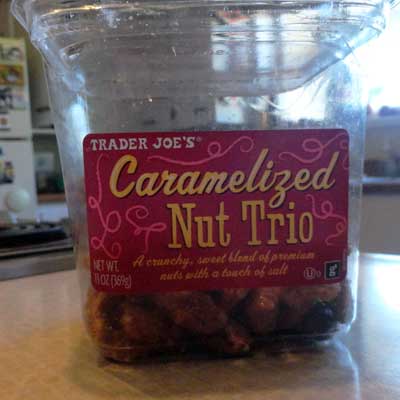 TRADER JOE'S®
Caramelized
Nut Trio
A crunchy, sweet blend of premium
nuts with a touch of salt
NET WT.
13 OZ (369g)
U D
g